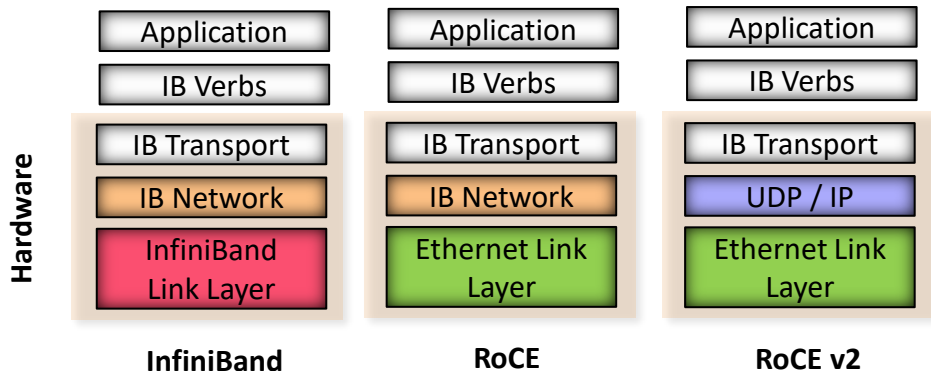 Application
IB Verbs
IB Transport
IB Network
InfiniBand
Link Layer
InfiniBand
Application
IB Verbs
IB Transport
IB Network
Ethernet Link
Layer
RoCE
Application
IB Verbs
IB Transport
UDP / IP
Ethernet Link
Layer
RoCE v2
Hardware